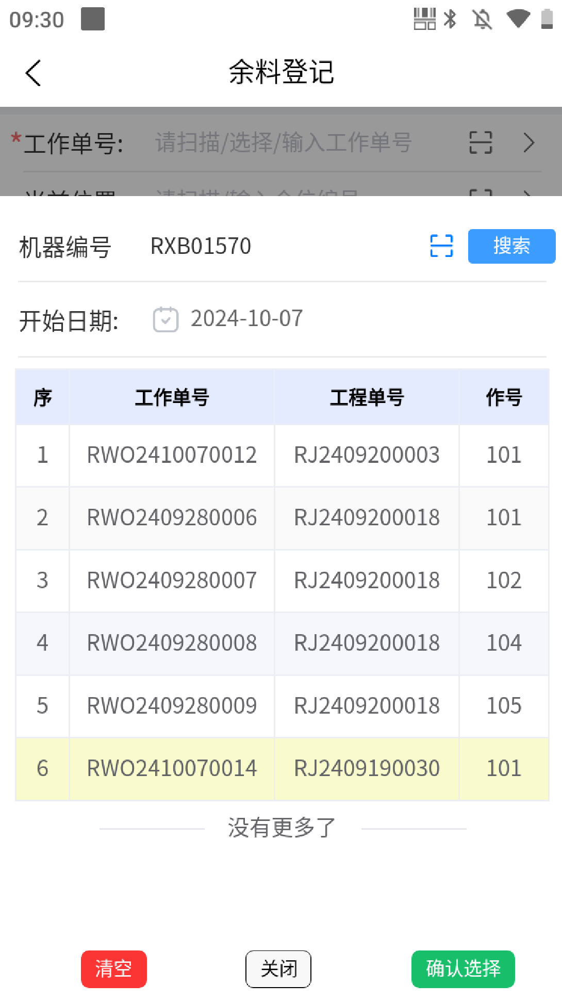 09:30
余料登记
*工作单号:
请扫描/选择/输入工作单号
机器编号
RXB01570
搜索
开始日期:
2024-10-07
序 工作单号 工程单号 作号
1 RWO2410070012 RJ2409200003 101
2 RWO2409280006 RJ2409200018 101
3 RWO2409280007 RJ2409200018 102
4 RWO2409280008 RJ2409200018 104
5 RWO2409280009 RJ2409200018 105
6 RWO2410070014 RJ2409190030 101
没有更多了
清空
关闭
确认选择